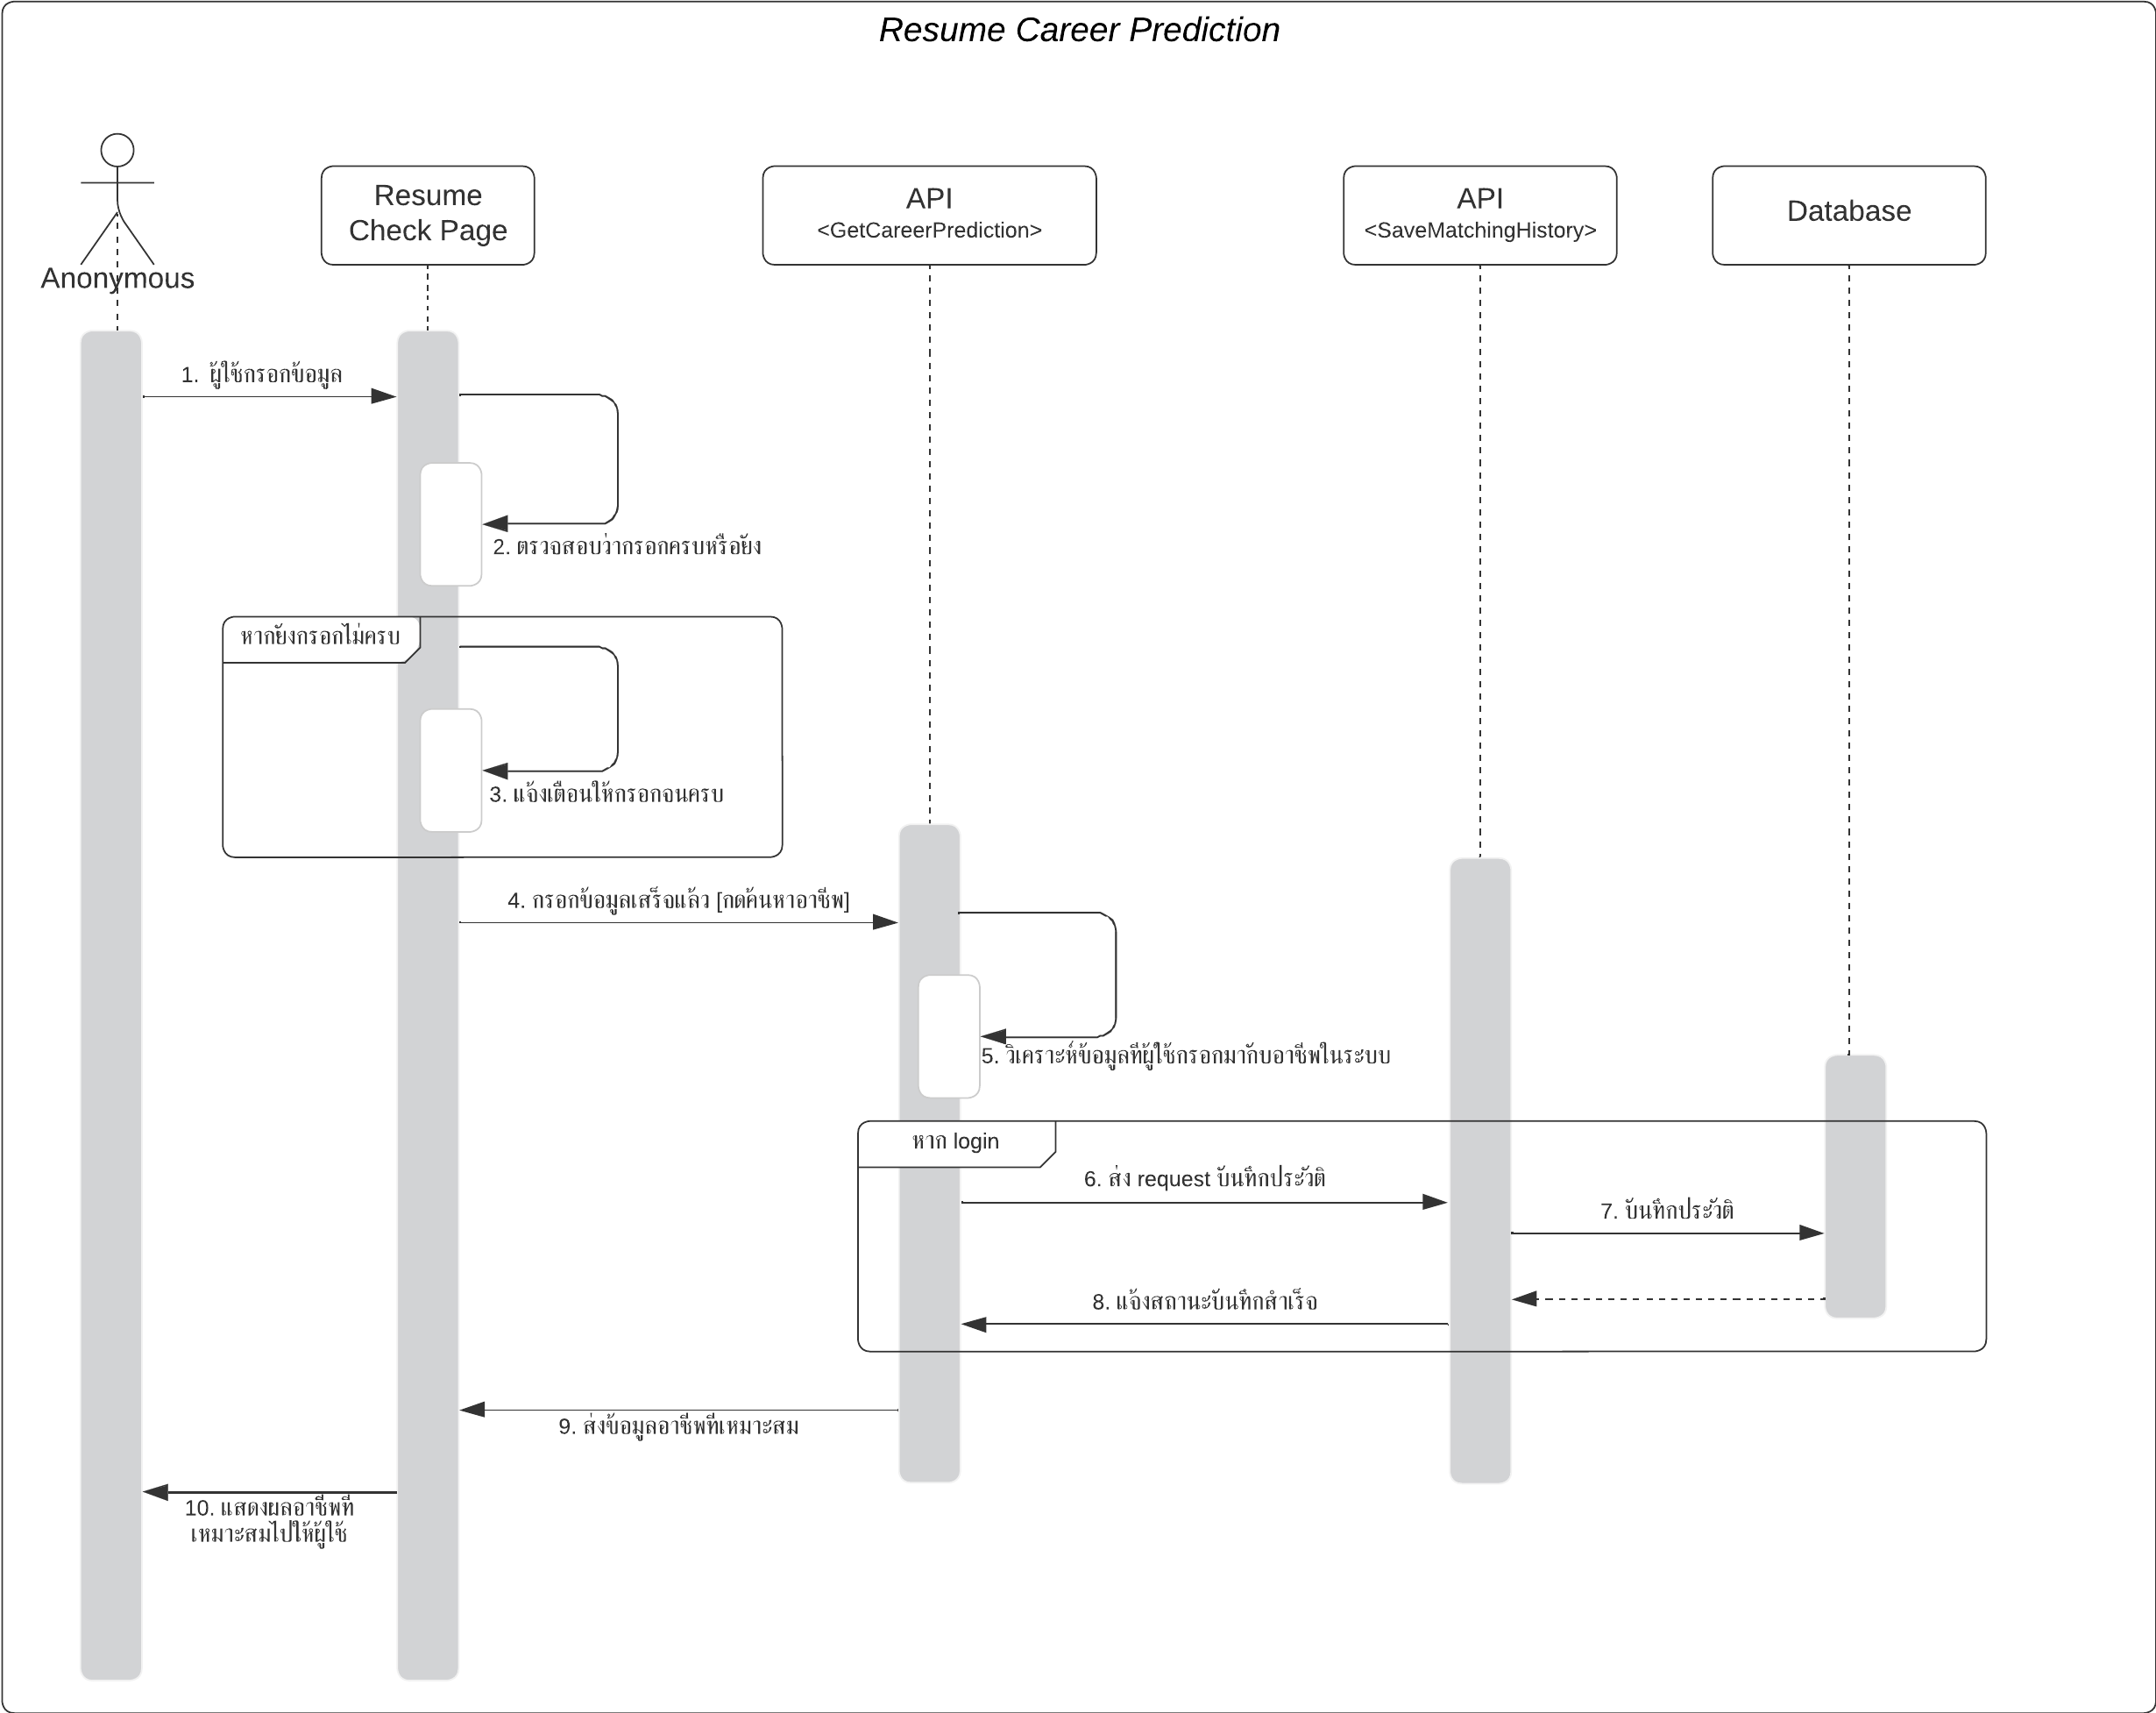 Resume Career Prediction
Anonymous
Resume
Check Page
API
<GetCareerPrediction>
API
<SaveMatchingHistory>
Database
1. ผู้ใช้กรอกข้อมูล
2. ตรวจสอบว่ากรอกครบหรือยัง
หากยังกรอกไม่ครบ
3. แจ้งเตือนให้กรอกจนครบ
4. กรอกข้อมูลเสร็จแล้ว [กดค้นหาอาชีพ]
5. วิเคราะห์ข้อมูลที่ผู้ใช้กรอกมากับอาชีพในระบบ
หาก login
6. ส่ง request บันทึกประวัติ
7. บันทึกประวัติ
8. แจ้งสถานะบันทึกสำเร็จ
9. ส่งข้อมูลอาชีพที่เหมาะสม
10. แสดงผลอาชีพที่
เหมาะสมไปให้ผู้ใช้